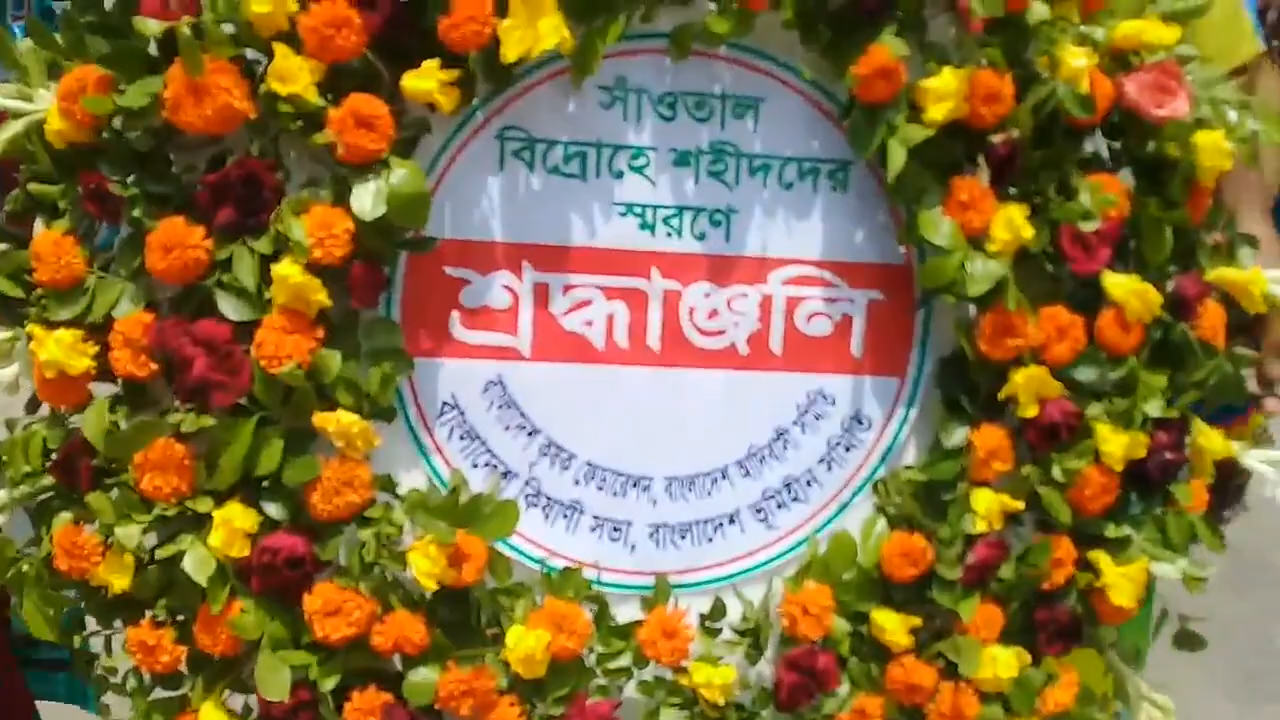 সাঁওতাল
বিদ্রোহে শহীদদের
স্মরণে
শ্রদ্ধাঞ্জলি
বাংলাদেশ কৃষক ফেডারেশন, বাংলাদেশ আদিবাসী সমিতি
বাংলাদেশ কিষাণী সভা, বাংলাদেশ ভূমিহীন সমিতি